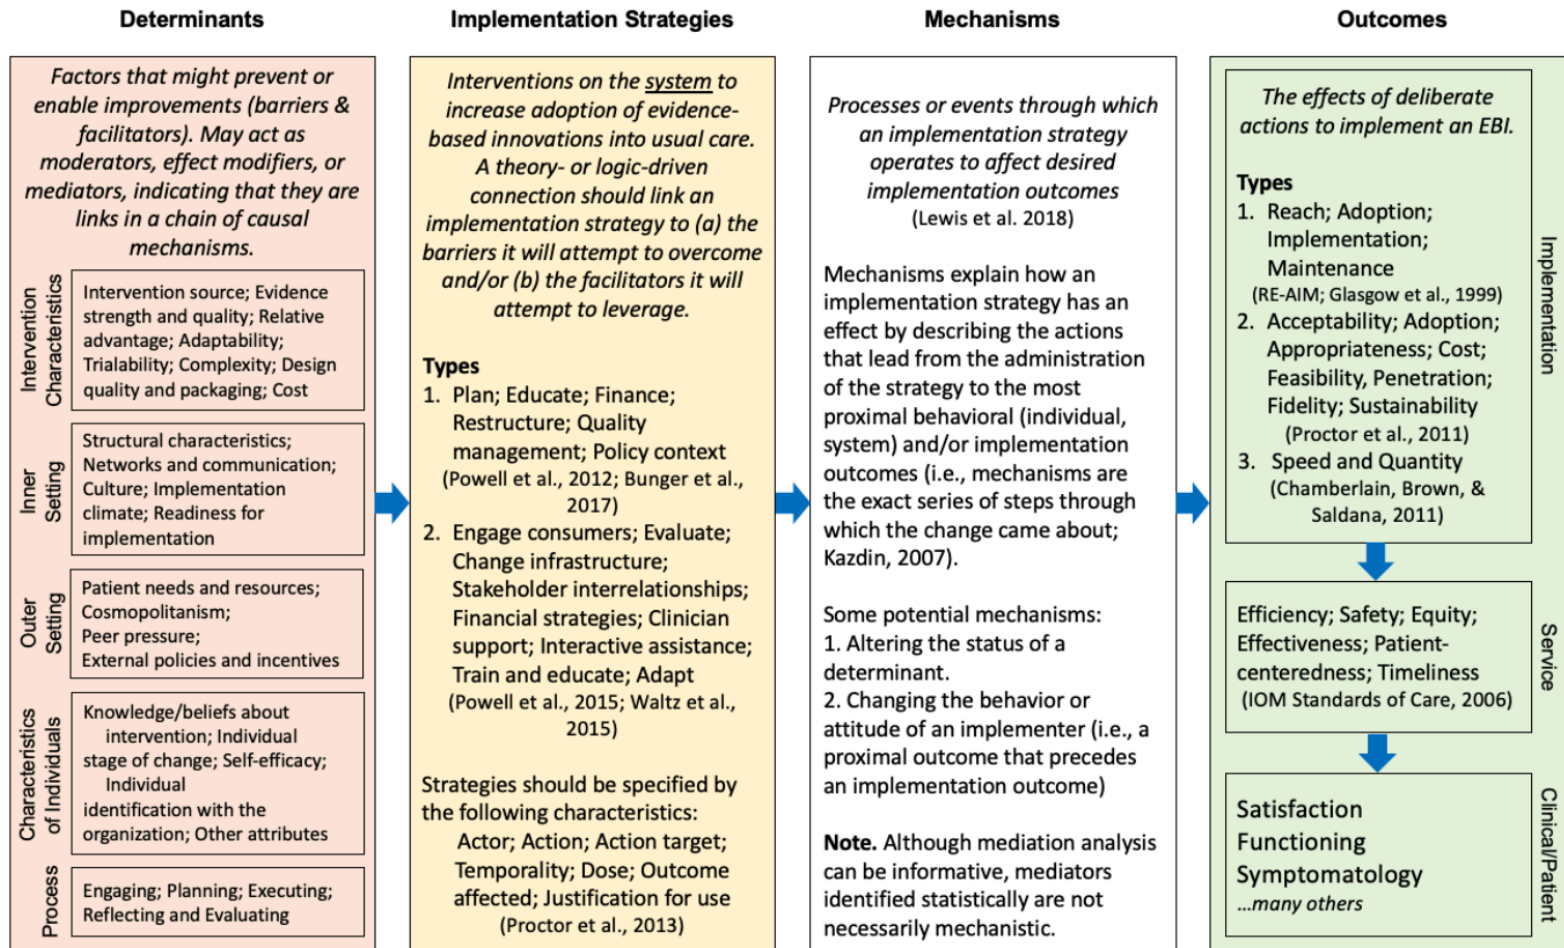 Determinants
Implementation Strategies
Mechanisms
Outcomes
Factors that might prevent or
enable improvements (barriers &
facilitators). May act as
moderators, effect modifiers, or
mediators, indicating that they are
links in a chain of causal
mechanisms.
Intervention
Characteristics
Intervention source; Evidence
strength and quality; Relative
advantage; Adaptability;
Trialability; Complexity; Design
quality and packaging; Cost
Inner
Setting
Structural characteristics;
Networks and communication;
Culture; Implementation
climate; Readiness for
implementation
Outer
Setting
Patient needs and resources;
Cosmopolitanism;
Peer pressure;
External policies and incentives
Characteristics
of Individuals
Knowledge/beliefs about
intervention; Individual
stage of change; Self-efficacy;
Individual
identification with the
organization; Other attributes
Process
Engaging; Planning; Executing;
Reflecting and Evaluating
Interventions on the system to
increase adoption of evidence-
based innovations into usual care.
A theory- or logic-driven
connection should link an
implementation strategy to (a) the
barriers it will attempt to overcome
and/or (b) the facilitators it will
attempt to leverage.
Types
1. Plan; Educate; Finance;
Restructure; Quality
management; Policy context
(Powell et al., 2012; Bunger et al.,
2017)
2. Engage consumers; Evaluate;
Change infrastructure;
Stakeholder interrelationships;
Financial strategies; Clinician
support; Interactive assistance;
Train and educate; Adapt
(Powell et al., 2015; Waltz et al.,
2015)
Strategies should be specified by
the following characteristics:
Actor; Action; Action target;
Temporality; Dose; Outcome
affected; Justification for use
(Proctor et al., 2013)
Processes or events through which
an implementation strategy
operates to affect desired
implementation outcomes
(Lewis et al. 2018)
Mechanisms explain how an
implementation strategy has an
effect by describing the actions
that lead from the administration
of the strategy to the most
proximal behavioral (individual,
system) and/or implementation
outcomes (i.e., mechanisms are
the exact series of steps through
which the change came about;
Kazdin, 2007).
Some potential mechanisms:
1. Altering the status of a
determinant.
2. Changing the behavior or
attitude of an implementer (i.e., a
proximal outcome that precedes
an implementation outcome)
Note. Although mediation analysis
can be informative, mediators
identified statistically are not
necessarily mechanistic.
The effects of deliberate
actions to implement an EBI.
Types
1. Reach; Adoption;
Implementation;
Maintenance
(RE-AIM; Glasgow et al., 1999)
2. Acceptability; Adoption;
Appropriateness; Cost;
Feasibility, Penetration;
Fidelity; Sustainability
(Proctor et al., 2011)
3. Speed and Quantity
(Chamberlain, Brown, &
Saldana, 2011)
Implementation
Efficiency; Safety; Equity;
Effectiveness; Patient-
centeredness; Timeliness
(IOM Standards of Care, 2006)
Service
Satisfaction
Functioning
Symptomatology
...many others
Clinical/Patient